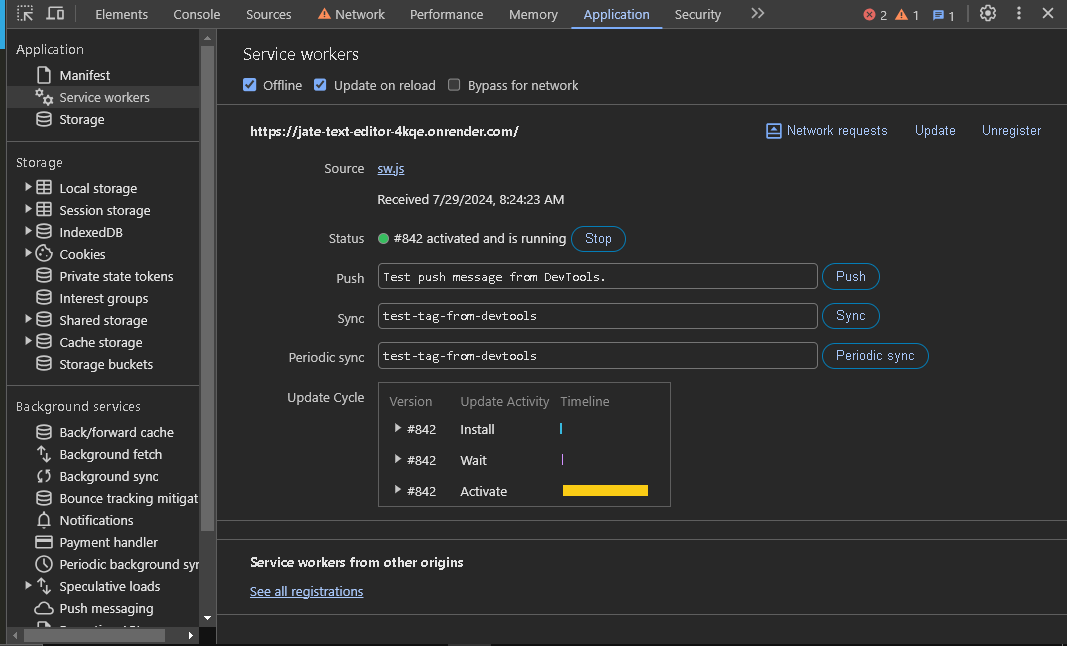 Elements Console Sources Network Performance Memory Application Security 2 1 1
Application
Manifest
Service workers
Storage
Storage
Local storage
Session storage
IndexedDB
Cookies
Private state tokens
Interest groups
Shared storage
Cache storage
Storage buckets
Background services
Back/forward cache
Background fetch
Background sync
Bounce tracking mitigat
Notifications
Payment handler
Periodic background syn
Speculative loads
Push messaging
Service workers
Offline Update on reload Bypass for network
https://jate-text-editor-4kqe.onrender.com/ Network requests Update Unregister
Source sw.js
Received 7/29/2024, 8:24:23 AM
Status #842 activated and is running Stop
Push Test push message from DevTools. Push
Sync test-tag-from-devtools Sync
Periodic sync test-tag-from-devtools Periodic sync
Update Cycle Version Update Activity Timeline
#842 Install
#842 Wait
#842 Activate
Service workers from other origins
See all registrations